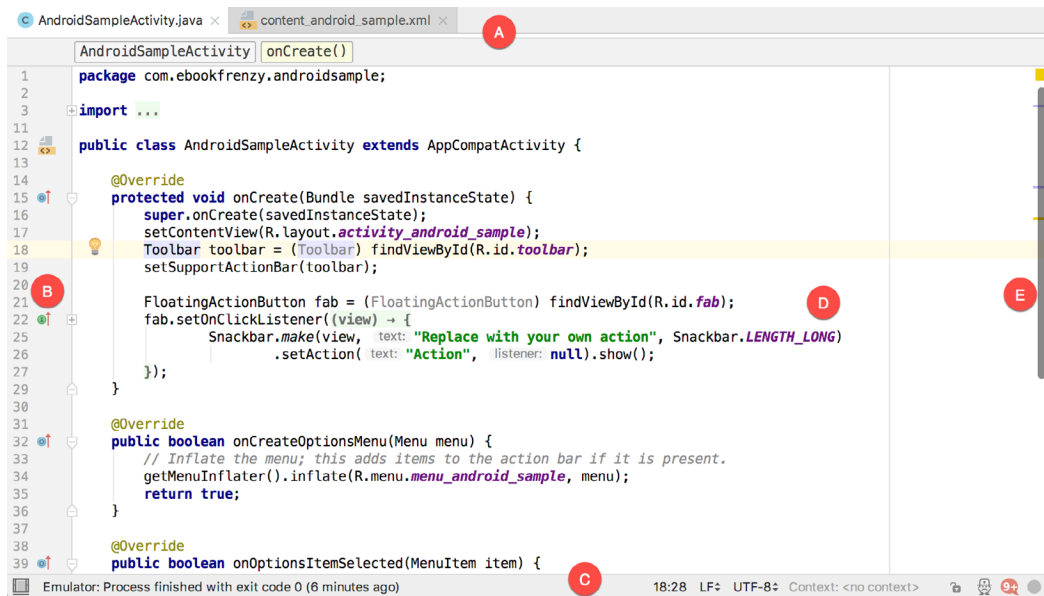 C AndroidSampleActivity.java × content_android_sample.xml ×
A
AndroidSampleActivity onCreate()
1 package com.ebookfrenzy.androidsample;
2
3 import ...
11
12 public class AndroidSampleActivity extends AppCompatActivity {
13
14 @Override
15 protected void onCreate(Bundle savedInstanceState) {
16 super.onCreate(savedInstanceState);
17 setContentView(R.layout.activity_android_sample);
18 Toolbar toolbar = (Toolbar) findViewById(R.id.toolbar);
19 setSupportActionBar(toolbar);
20
B
E
21 FloatingActionButton fab = (FloatingActionButton) findViewById(R.id.fab);
D
22 fab.setOnClickListener((view) → {
25 Snackbar.make(view, text: "Replace with your own action", Snackbar.LENGTH_LONG)
26 .setAction( text: "Action", listener: null).show();
27 });
29 }
30
31 @Override
32 public boolean onCreateOptionsMenu(Menu menu) {
33 // Inflate the menu; this adds items to the action bar if it is present.
34 getMenuInflater().inflate(R.menu.menu_android_sample, menu);
35 return true;
36 }
37
38 @Override
39 public boolean onOptionsItemSelected(MenuItem item) {
C
Emulator: Process finished with exit code 0 (6 minutes ago) 18:28 LF UTF-8 Context: <no context> 9+